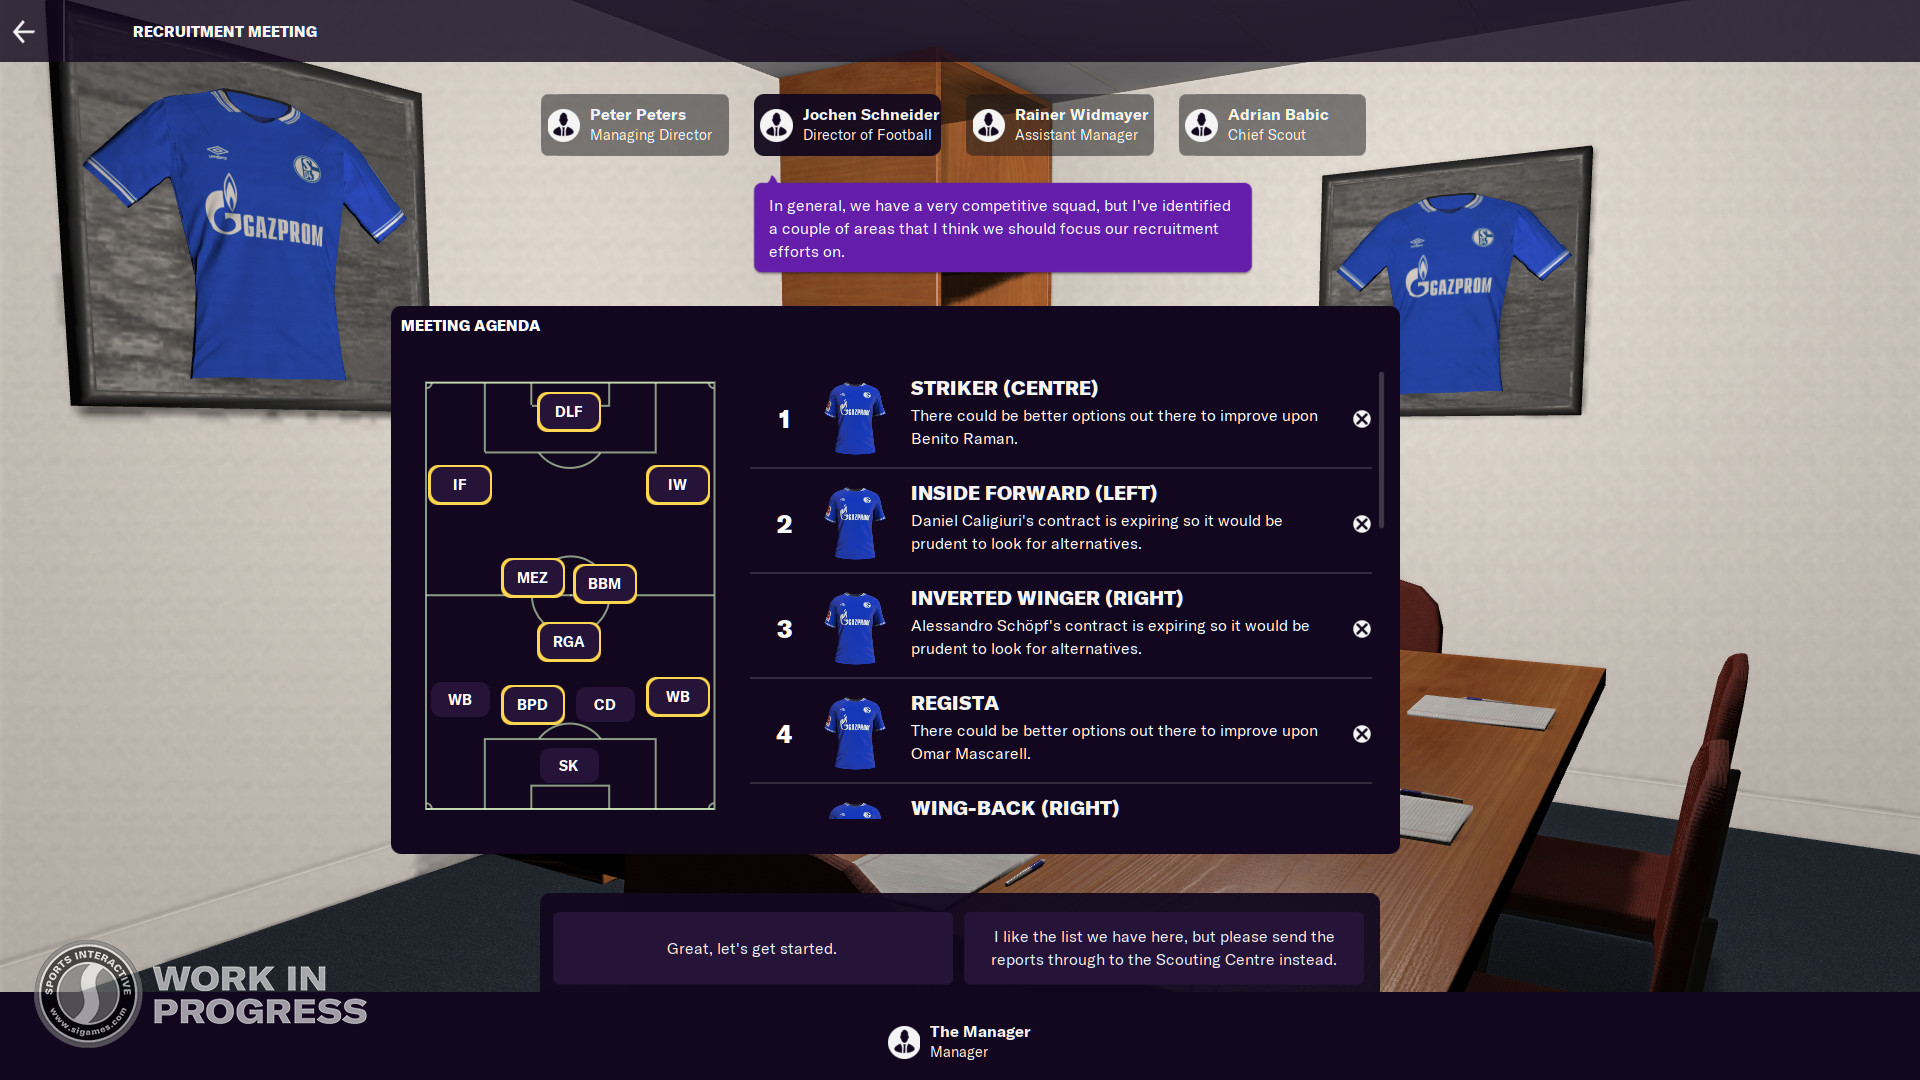 RECRUITMENT MEETING
Peter Peters
Managing Director
Jochen Schneider
Director of Football
Rainer Widmayer
Assistant Manager
Adrian Babic
Chief Scout
In general, we have a very competitive squad, but I've identified
a couple of areas that I think we should focus our recruitment
efforts on.
GAZPROM
GAZPROM
MEETING AGENDA
DLF
IF
IW
MEZ
BBM
RGA
WB
BPD
CD
WB
SK
1
GAZPROM
STRIKER (CENTRE)
There could be better options out there to improve upon
Benito Raman.
2
GAZPROM
INSIDE FORWARD (LEFT)
Daniel Caligiuri's contract is expiring so it would be
prudent to look for alternatives.
3
GAZPROM
INVERTED WINGER (RIGHT)
Alessandro Schöpf's contract is expiring so it would be
prudent to look for alternatives.
4
GAZPROM
REGISTA
There could be better options out there to improve upon
Omar Mascarell.
WING-BACK (RIGHT)
Great, let's get started.
I like the list we have here, but please send the
reports through to the Scouting Centre instead.
SPORTS INTERACTIVE
www.sigames.com
WORK IN
PROGRESS
The Manager
Manager